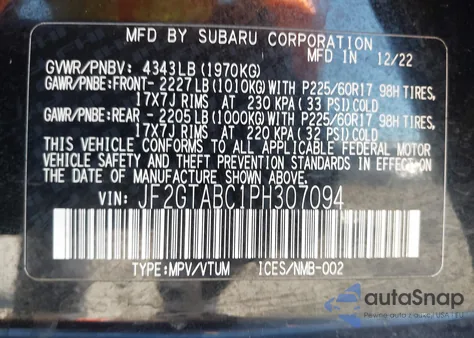 MFD BY SUBARU CORPORATION
GVWR/PNBV: 4343LB (1970KG) MFD IN 12/22
GAWR/PNBE:FRONT- 2227LB(1010KG)WITH P225/60R17 98H TIRES,
17X7J RIMS AT 230 KPA (33 PSI)COLD
GAWR/PNBE:REAR - 2205LB(1000KG)WITH P225/60R17 98H TIRES,
17X7J RIMS AT 220 KPA (32 PSI)COLD
THIS VEHICLE CONFORMS TO ALL APPLICABLE FEDERAL MOTOR
VEHICLE SAFETY AND THEFT PREVENTION STANDARDS IN
EFFECT ON THE DATE OF MANUFACTURE SHOWN ABOVE.
VIN: JF2GTABC1PH307094
TYPE:MPV/VTUM ICES/NMB-002
autoSnap
Pewne auto z USA i EU